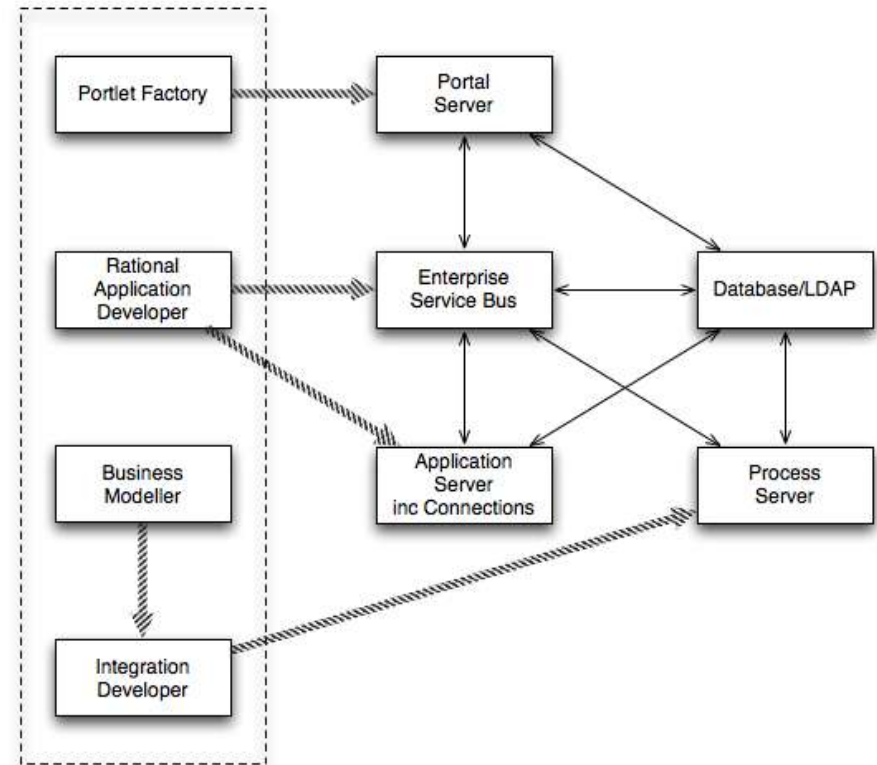 Portlet Factory
Portal
Server
Rational
Application
Developer
Enterprise
Service Bus
Database/LDAP
Business
Modeller
Application
Server
inc Connections
Process
Server
Integration
Developer